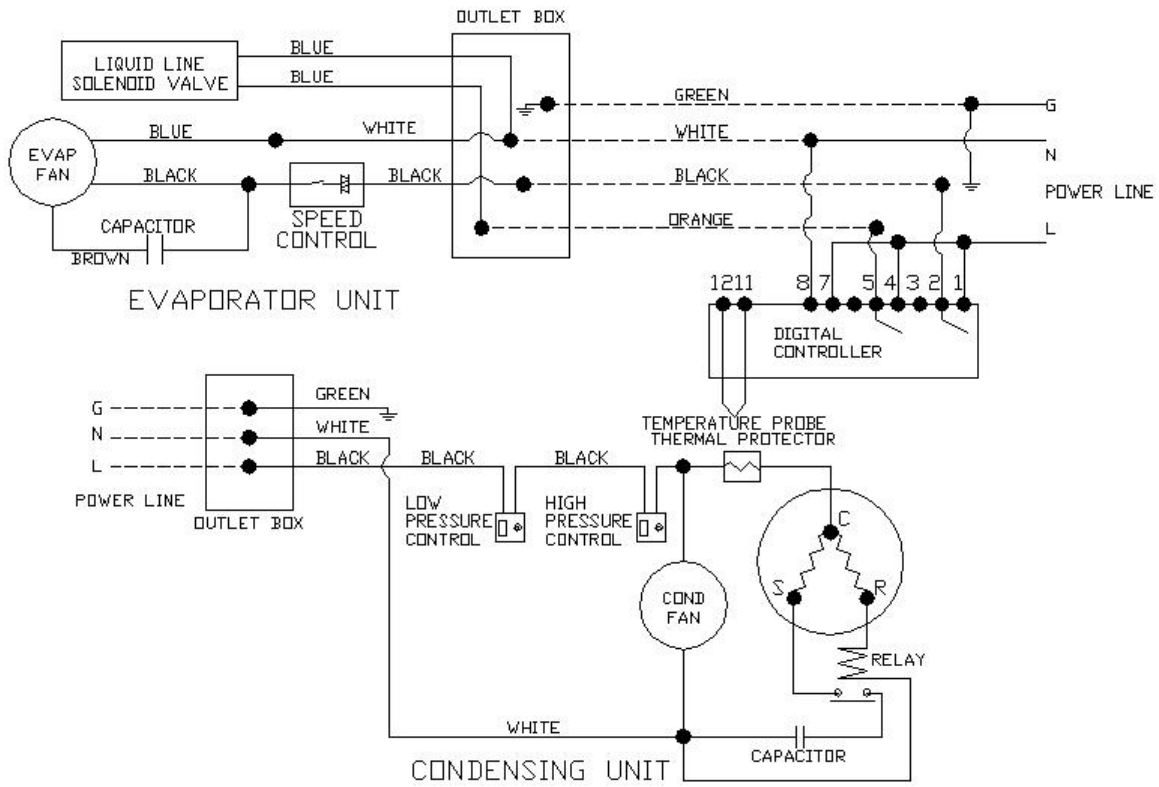 OUTLET BOX
LIQUID LINE
SOLENOID VALVE
BLUE
BLUE
GREEN
G
EVAP
FAN
BLUE
WHITE
WHITE
N
BLACK
BLACK
BLACK
POWER LINE
SPEED
CONTROL
CAPACITOR
BROWN
ORANGE
L
EVAPORATOR UNIT
12 11 8 7 5 4 3 2 1
DIGITAL
CONTROLLER
TEMPERATURE PROBE
G
GREEN
N
WHITE
L
BLACK
BLACK
BLACK
THERMAL PROTECTOR
POWER LINE
OUTLET BOX
LOW
PRESSURE
CONTROL
HIGH
PRESSURE
CONTROL
C
S
R
COND
FAN
RELAY
WHITE
CAPACITOR
CONDENSING UNIT